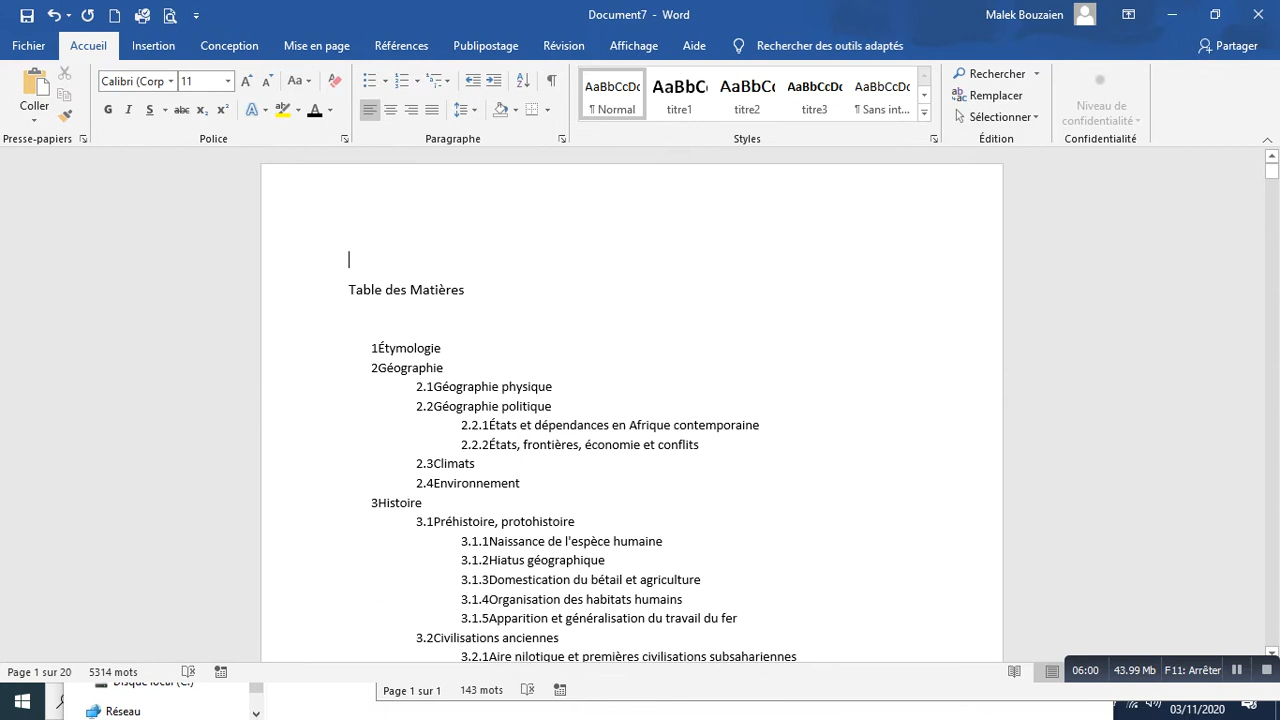 Document7 - Word
Malek Bouzaien
Fichier Accueil Insertion Conception Mise en page Références Publipostage Révision Affichage Aide Rechercher des outils adaptés Partager
Coller
Calibri (Corp 11
G I S abc x₂ x²
AaBbCcDc ¶ Normal
AaBbC titre1
AaBbC titre2
AaBbCcDc titre3
AaBbCcDc ¶ Sans int...
Rechercher
Remplacer
Sélectionner
Niveau de
confidentialité
Presse-papiers Police Paragraphe Styles Édition Confidentialité
Table des Matières
1Étymologie
2Géographie
2.1Géographie physique
2.2Géographie politique
2.2.1États et dépendances en Afrique contemporaine
2.2.2États, frontières, économie et conflits
2.3Climats
2.4Environnement
3Histoire
3.1Préhistoire, protohistoire
3.1.1Naissance de l'espèce humaine
3.1.2Hiatus géographique
3.1.3Domestication du bétail et agriculture
3.1.4Organisation des habitats humains
3.1.5Apparition et généralisation du travail du fer
3.2Civilisations anciennes
3.2.1Aire nilotique et premières civilisations subsahariennes
Page 1 sur 20 5314 mots
06:00 43.99 Mb F11: Arrêter
Disque local (C:)
Page 1 sur 1 143 mots
Réseau
03/11/2020